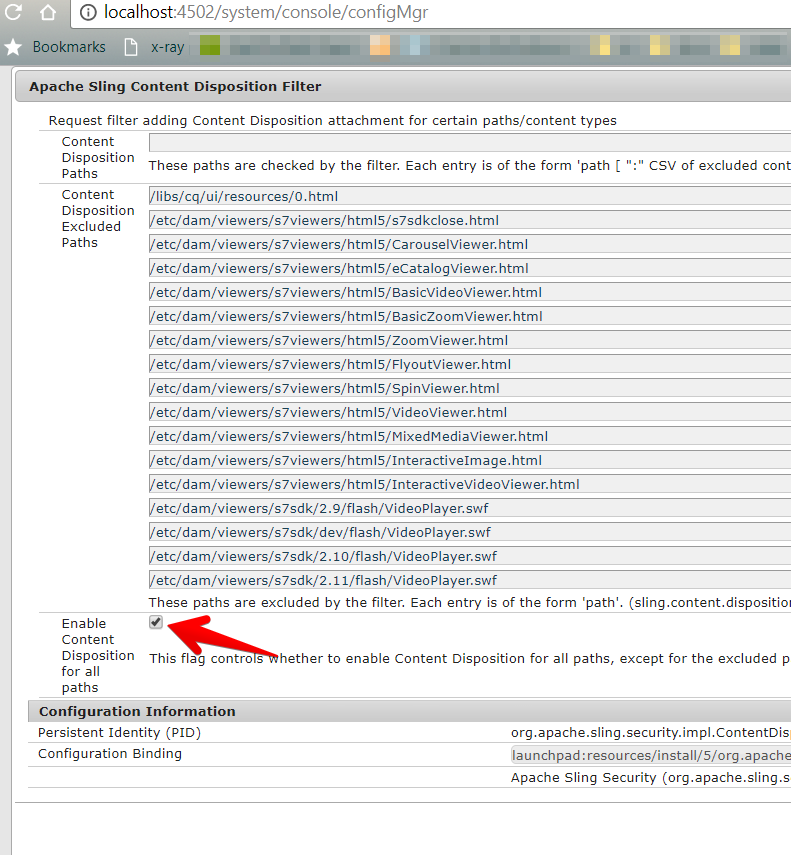 localhost:4502/system/console/configMgr
Bookmarks x-ray
Apache Sling Content Disposition Filter
Request filter adding Content Disposition attachment for certain paths/content types
Content
Disposition
Paths
These paths are checked by the filter. Each entry is of the form 'path [ ":" CSV of excluded cont
Content
Disposition
Excluded
Paths
/libs/cq/ui/resources/0.html
/etc/dam/viewers/s7viewers/html5/s7sdkclose.html
/etc/dam/viewers/s7viewers/html5/CarouselViewer.html
/etc/dam/viewers/s7viewers/html5/eCatalogViewer.html
/etc/dam/viewers/s7viewers/html5/BasicVideoViewer.html
/etc/dam/viewers/s7viewers/html5/BasicZoomViewer.html
/etc/dam/viewers/s7viewers/html5/ZoomViewer.html
/etc/dam/viewers/s7viewers/html5/FlyoutViewer.html
/etc/dam/viewers/s7viewers/html5/SpinViewer.html
/etc/dam/viewers/s7viewers/html5/VideoViewer.html
/etc/dam/viewers/s7viewers/html5/MixedMediaViewer.html
/etc/dam/viewers/s7viewers/html5/InteractiveImage.html
/etc/dam/viewers/s7viewers/html5/InteractiveVideoViewer.html
/etc/dam/viewers/s7sdk/2.9/flash/VideoPlayer.swf
/etc/dam/viewers/s7sdk/dev/flash/VideoPlayer.swf
/etc/dam/viewers/s7sdk/2.10/flash/VideoPlayer.swf
/etc/dam/viewers/s7sdk/2.11/flash/VideoPlayer.swf
These paths are excluded by the filter. Each entry is of the form 'path'. (sling.content.disposition
Enable
Content
Disposition
for all
paths
This flag controls whether to enable Content Disposition for all paths, except for the excluded p
Configuration Information
Persistent Identity (PID) org.apache.sling.security.impl.ContentDisp
Configuration Binding launchpad:resources/install/5/org.apache
Apache Sling Security (org.apache.sling.s